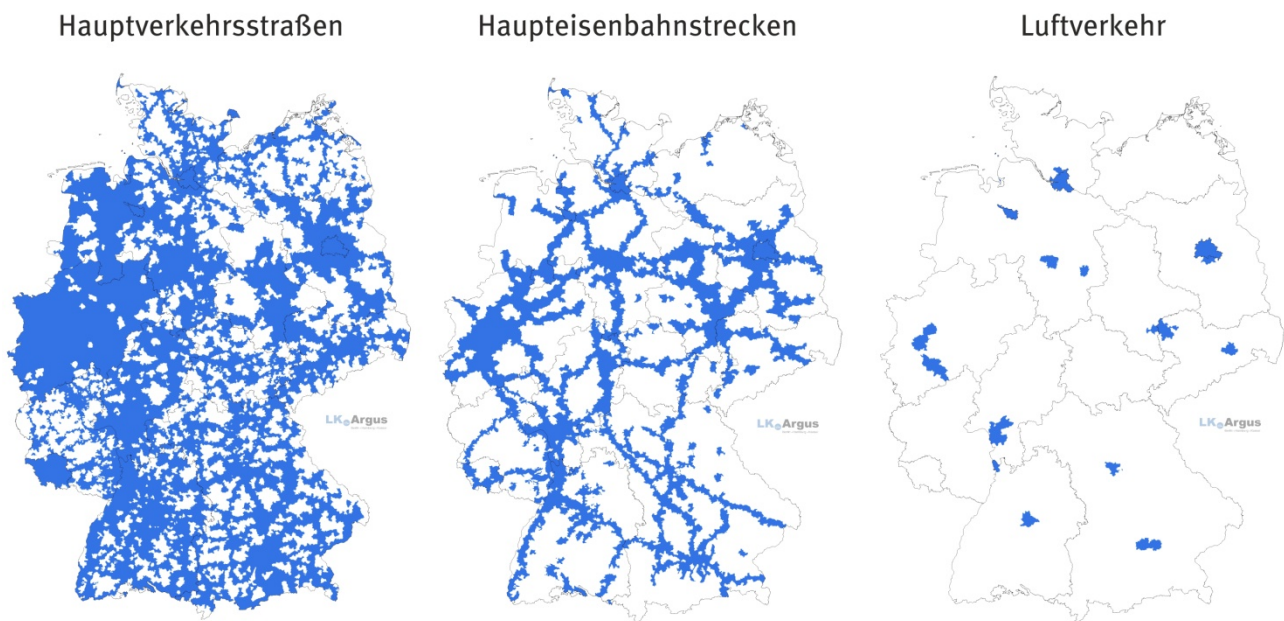 Hauptverkehrsstraßen
Haupteisenbahnstrecken
Luftverkehr
LK Argus
LK Argus
LK Argus